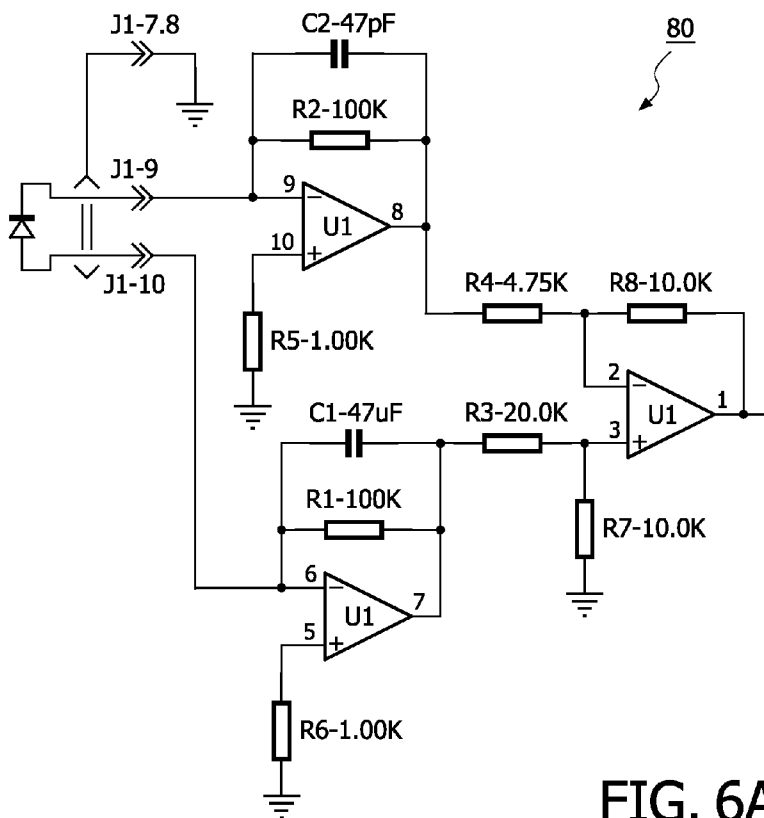 J1-7.8
C2-47pF
80
R2-100K
J1-9
9
−
8
U1
10
+
J1-10
R4-4.75K
R8-10.0K
R5-1.00K
2
−
1
C1-47uF
R3-20.0K
U1
3
+
R1-100K
R7-10.0K
6
−
7
U1
5
+
R6-1.00K
FIG. 6A